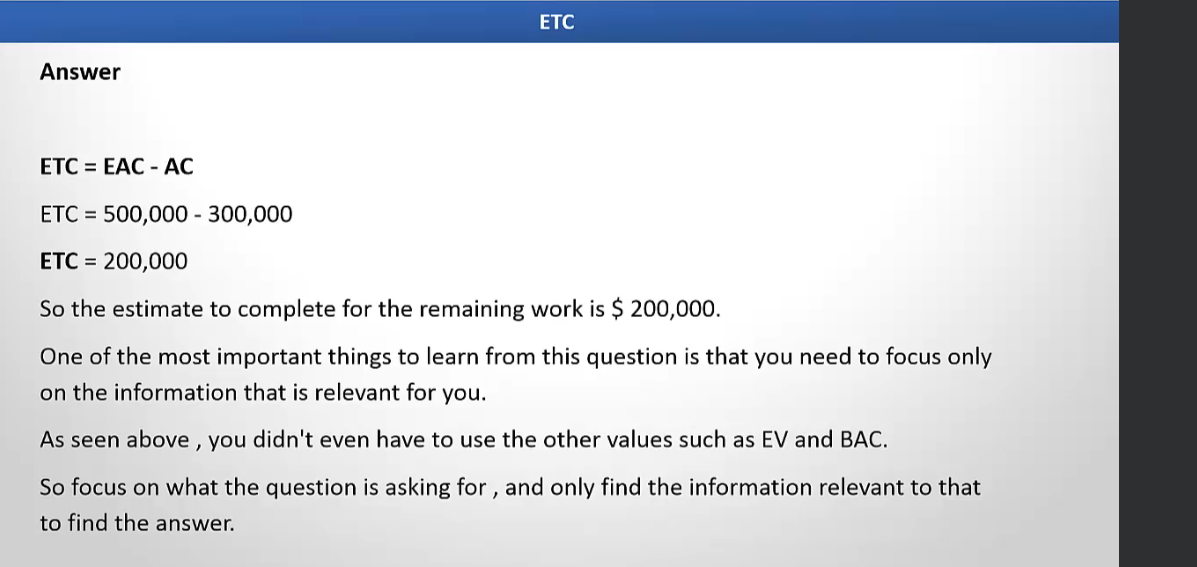 ETC
Answer
ETC = EAC - AC
ETC = 500,000 - 300,000
ETC = 200,000
So the estimate to complete for the remaining work is $ 200,000.
One of the most important things to learn from this question is that you need to focus only
on the information that is relevant for you.
As seen above , you didn't even have to use the other values such as EV and BAC.
So focus on what the question is asking for , and only find the information relevant to that
to find the answer.